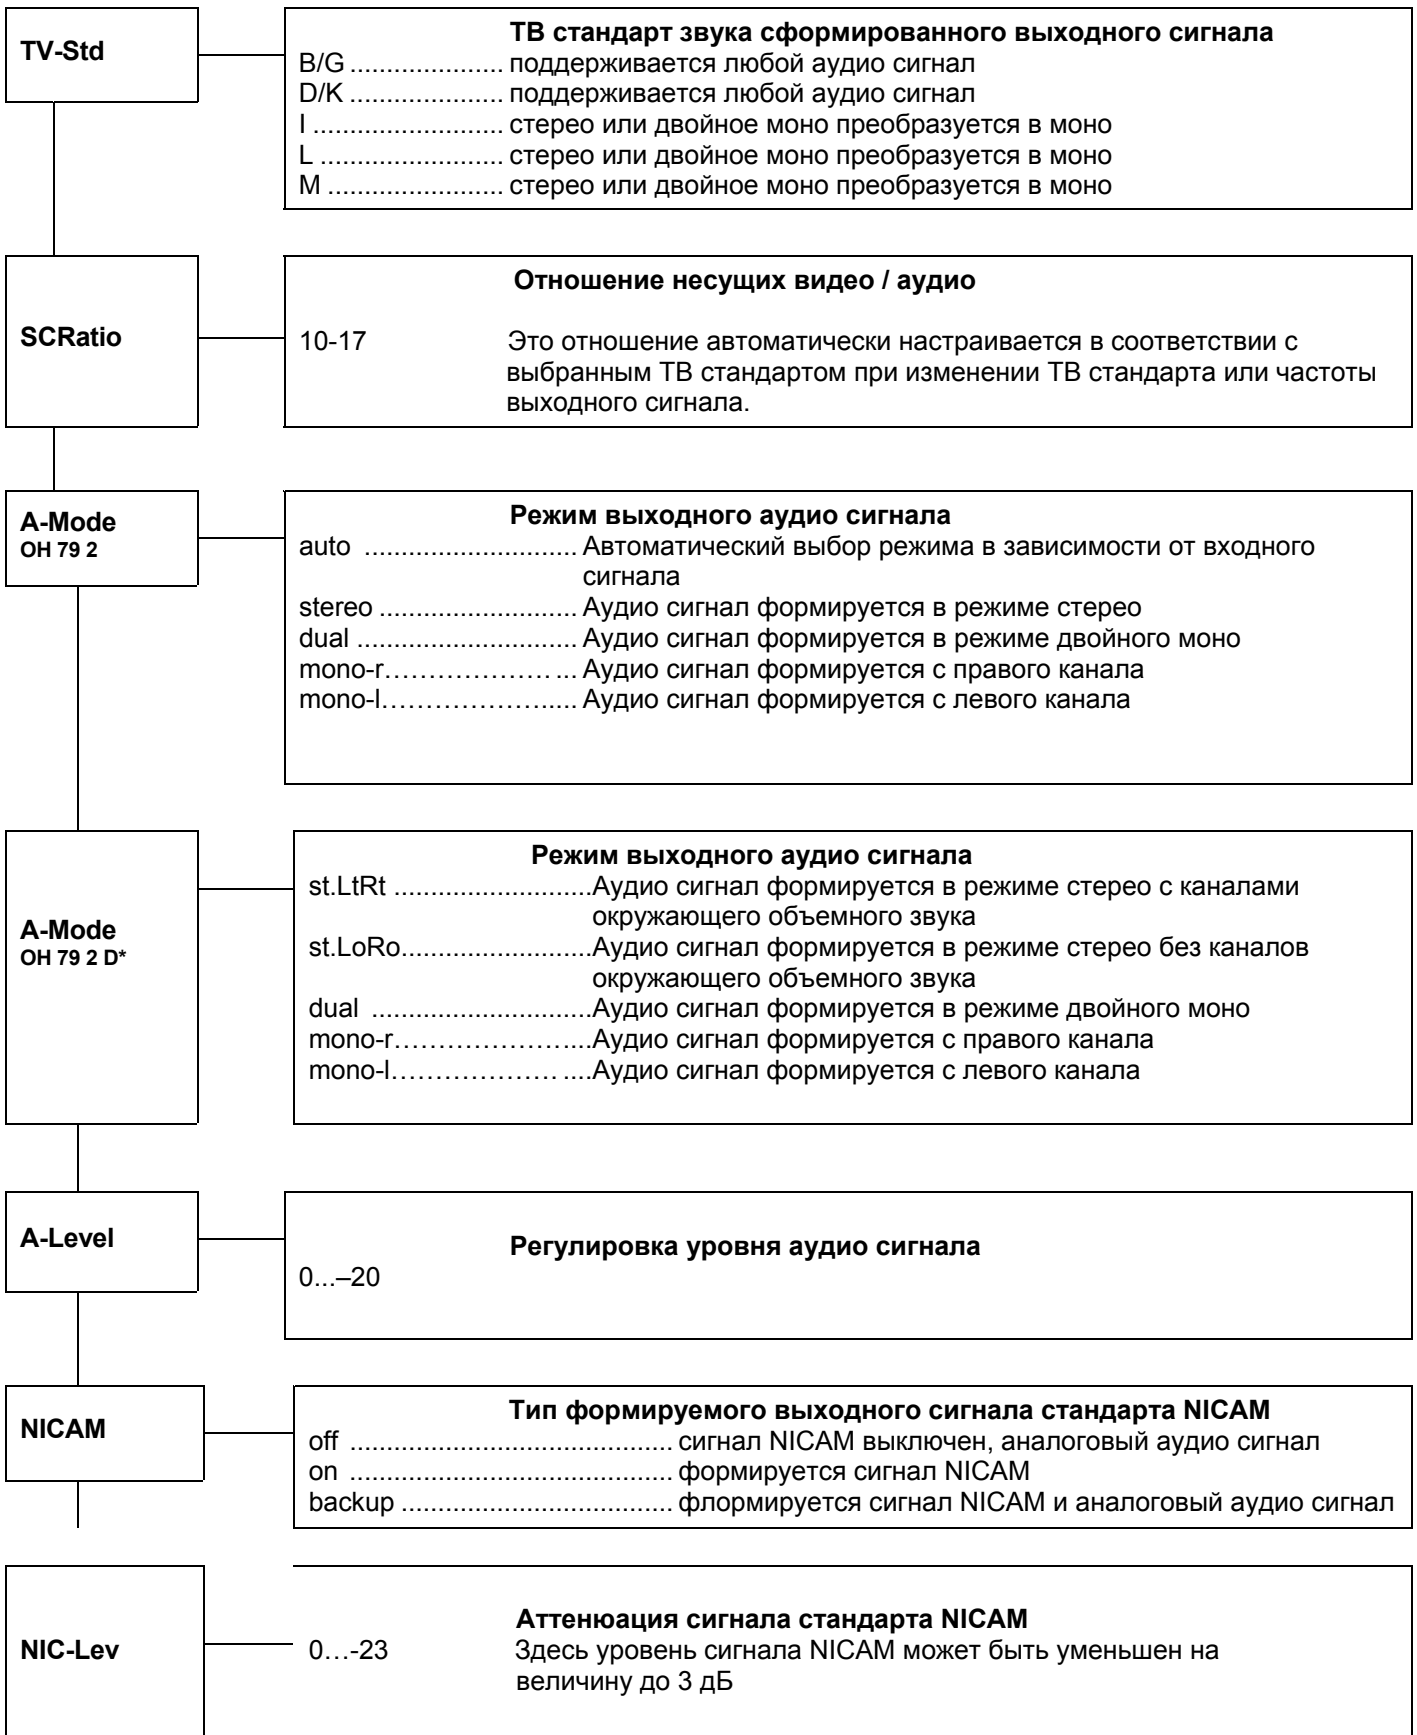 TV-Std
ТВ стандарт звука сформированного выходного сигнала
B/G ..................... поддерживается любой аудио сигнал
D/K .................... поддерживается любой аудио сигнал
I ......................... стерео или двойное моно преобразуется в моно
L ........................ стерео или двойное моно преобразуется в моно
M ....................... стерео или двойное моно преобразуется в моно
SCRatio
Отношение несущих видео / аудио
10-17 Это отношение автоматически настраивается в соответствии с
выбранным ТВ стандартом при изменении ТВ стандарта или частоты
выходного сигнала.
A-Mode
OH 79 2
Режим выходного аудио сигнала
auto ............................ Автоматический выбор режима в зависимости от входного
сигнала
stereo .......................... Аудио сигнал формируется в режиме стерео
dual ............................. Аудио сигнал формируется в режиме двойного моно
mono-r………………. ... Аудио сигнал формируется с правого канала
mono-l………………..... Аудио сигнал формируется с левого канала
A-Mode
OH 79 2 D*
Режим выходного аудио сигнала
st.LtRt ..........................Аудио сигнал формируется в режиме стерео с каналами
окружающего объемного звука
st.LoRo.........................Аудио сигнал формируется в режиме стерео без каналов
окружающего объемного звука
dual .............................Аудио сигнал формируется в режиме двойного моно
mono-r…………………....Аудио сигнал формируется с правого канала
mono-l………………. ....Аудио сигнал формируется с левого канала
A-Level
Регулировка уровня аудио сигнала
0...–20
NICAM
Тип формируемого выходного сигнала стандарта NICAM
off ........................................... сигнал NICAM выключен, аналоговый аудио сигнал
on ........................................... формируется сигнал NICAM
backup .................................... флормируется сигнал NICAM и аналоговый аудио сигнал
NIC-Lev
Аттенюация сигнала стандарта NICAM
0…-23 Здесь уровень сигнала NICAM может быть уменьшен на
величину до 3 дБ